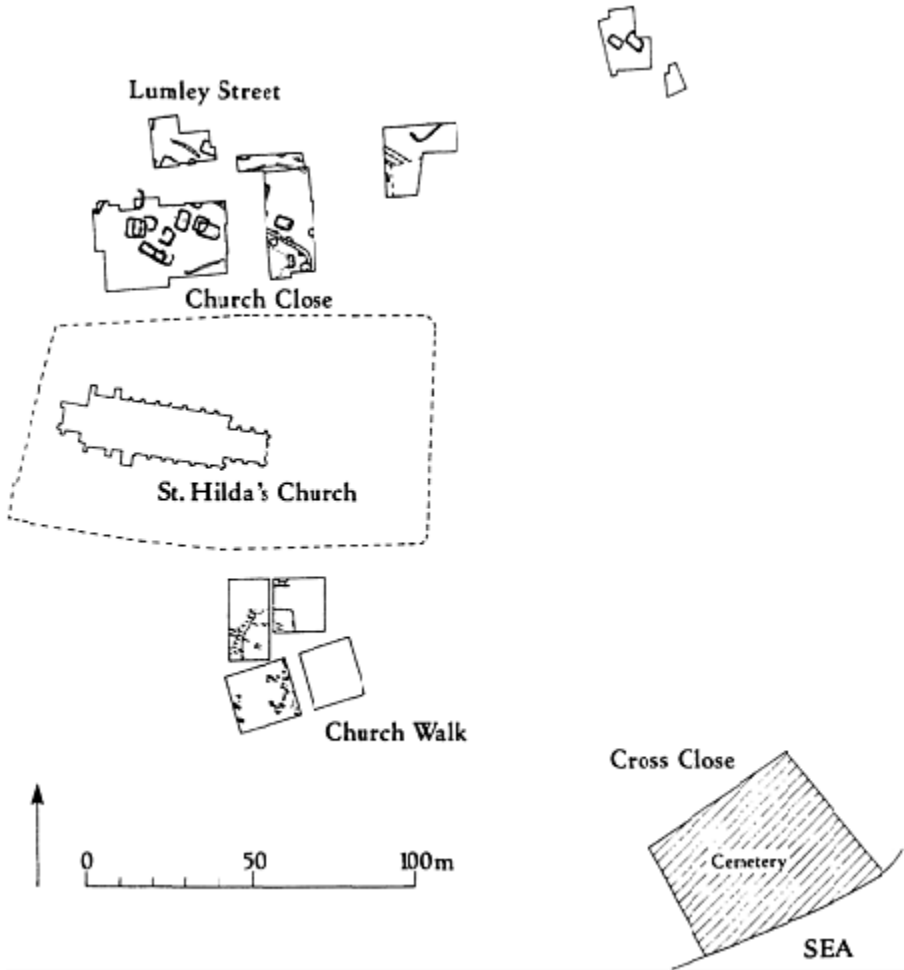 Lumley Street
Church Close
St. Hilda's Church
Church Walk
Cross Close
Cemetery
0 50 100m
SEA